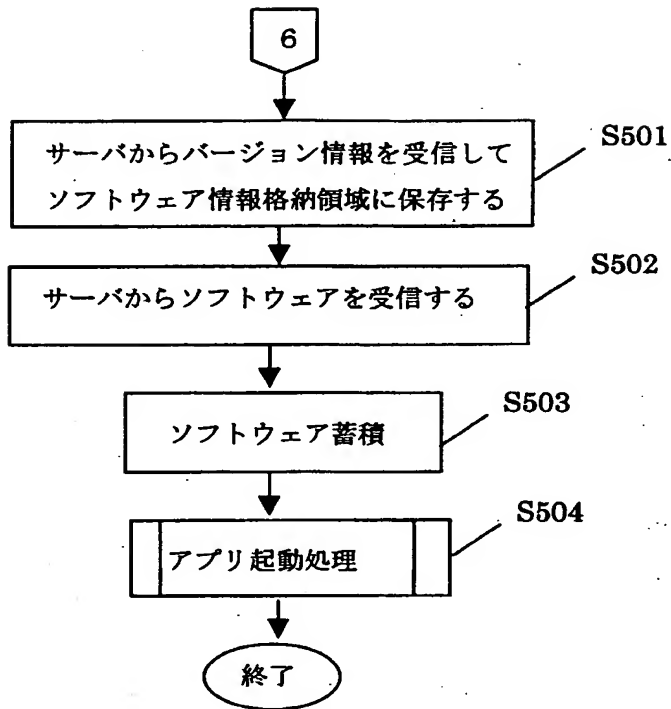 6
サーバからバージョン情報を受信して
ソフトウェア情報格納領域に保存する
S501
サーバからソフトウェアを受信する
S502
ソフトウェア蓄積
S503
アプリ起動処理
S504
終了